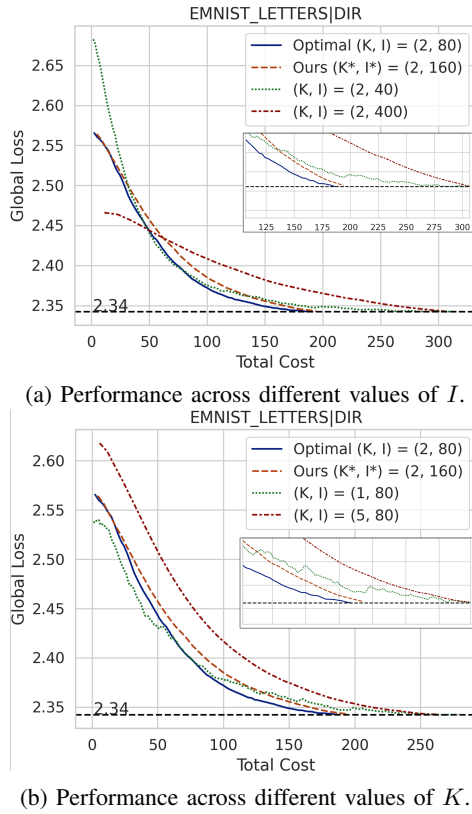 EMNIST_LETTERS|DIR
Optimal (K, I) = (2, 80)
Ours (K*, I*) = (2, 160)
(K, I) = (2, 40)
(K, I) = (2, 400)
2.65
2.60
2.55
2.50
2.45
2.40
2.35
Global Loss
2.34
125 150 175 200 225 250 275 300
0 50 100 150 200 250 300
Total Cost
(a) Performance across different values of I.
EMNIST_LETTERS|DIR
Optimal (K, I) = (2, 80)
Ours (K*, I*) = (2, 160)
(K, I) = (1, 80)
(K, I) = (5, 80)
2.60
2.55
2.50
2.45
2.40
2.35
Global Loss
2.34
0 50 100 150 200 250
Total Cost
(b) Performance across different values of K.